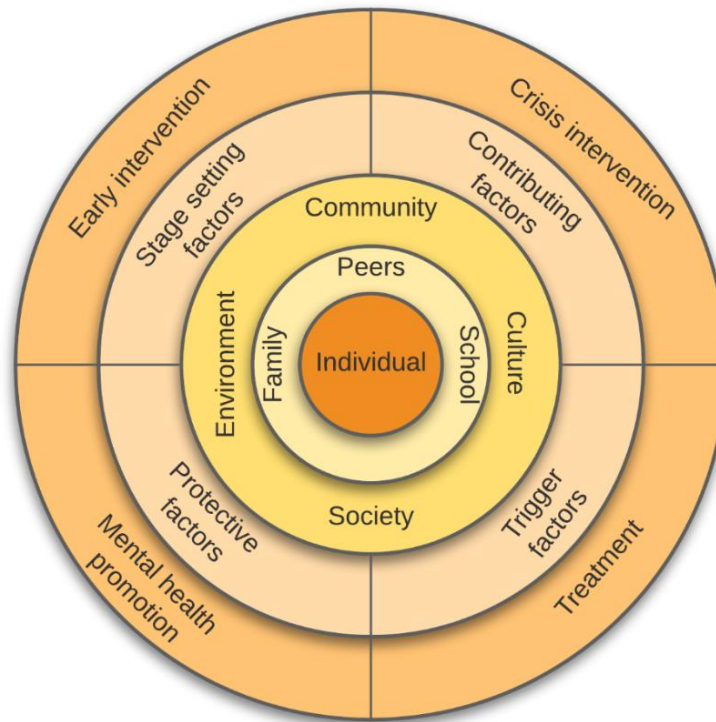 Early intervention
Crisis intervention
Stage setting
factors
Contributing
factors
Community
Peers
Environment
Family
Individual
School
Culture
Society
Protective
factors
Trigger
factors
Mental health
promotion
Treatment